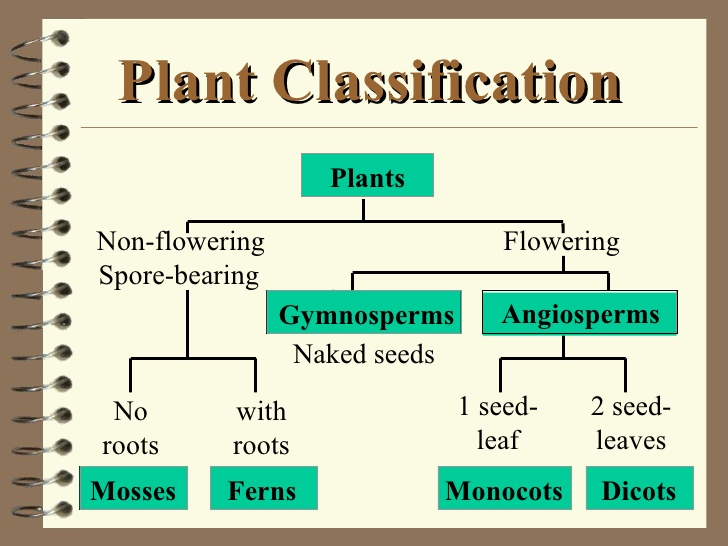 Plant Classification
Plants
Non-flowering
Spore-bearing
Flowering
Gymnosperms
Naked seeds
Angiosperms
No
roots
with
roots
1 seed-
leaf
2 seed-
leaves
Mosses
Ferns
Monocots
Dicots